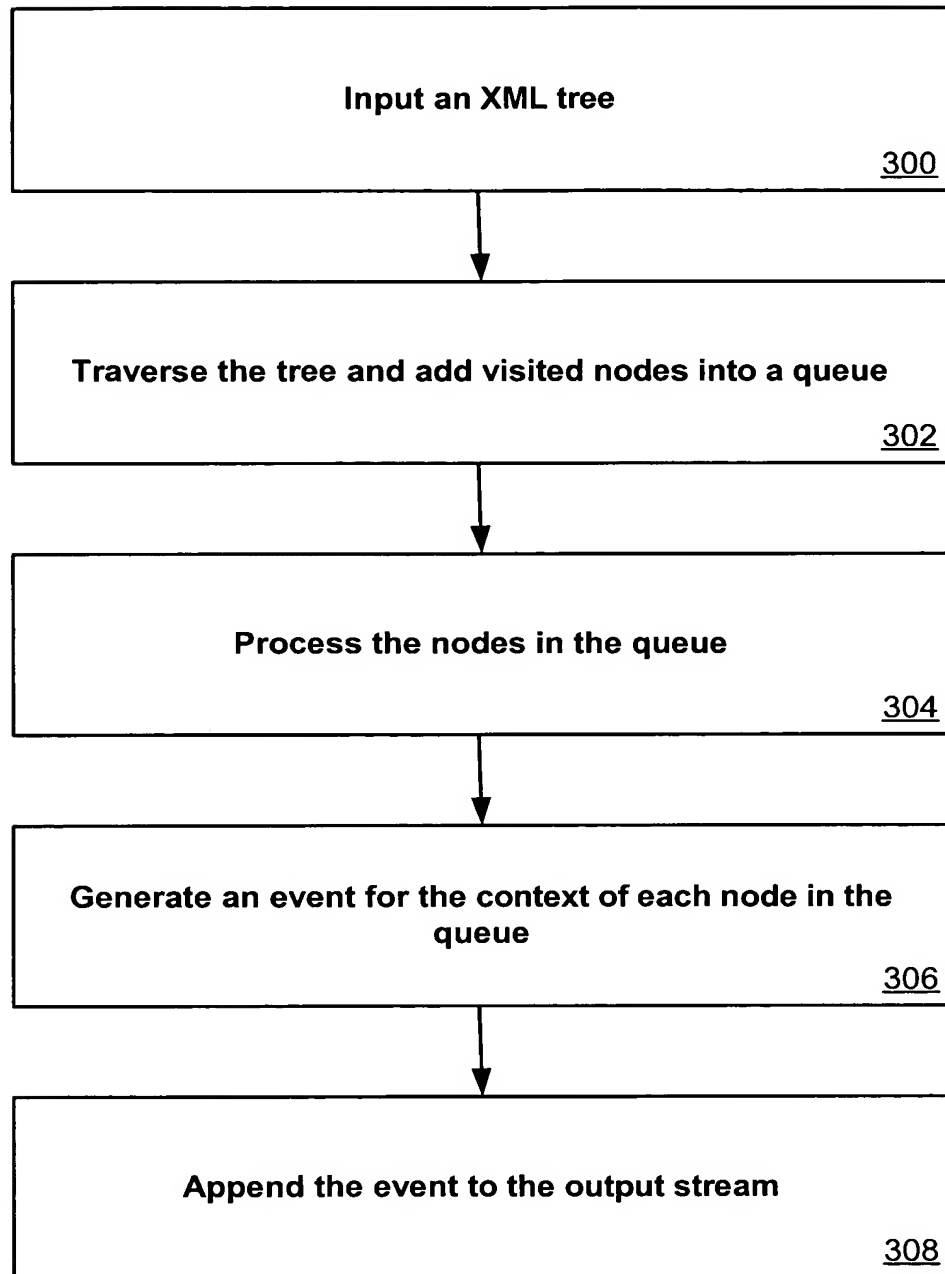 Input an XML tree
300
Traverse the tree and add visited nodes into a queue
302
Process the nodes in the queue
304
Generate an event for the context of each node in the
queue
306
Append the event to the output stream
308